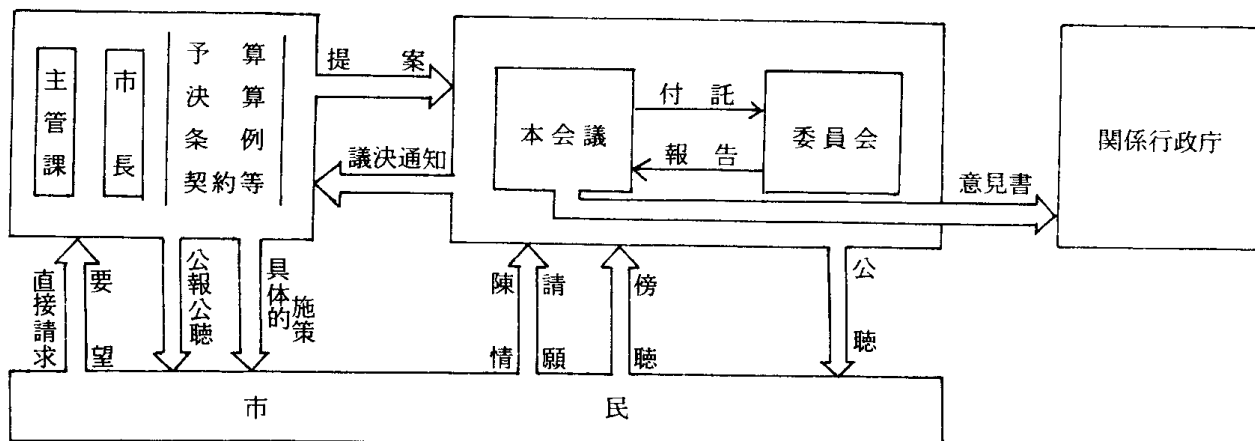 主管課
市長
予算
決算
条例
契約等
提案
議決通知
本会議
付託
報告
委員会
意見書
関係行政庁
直接請求
要望
公報公聴
具体的施策
陳情
請願
傍聴
公聴
市民